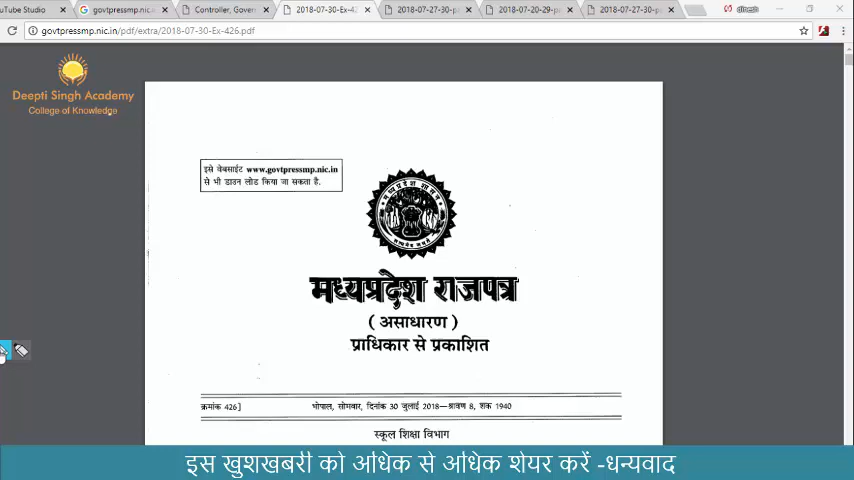 uTube Studio
govtpressmp.nic.
Controller, Gover
2018-07-30-Ex-4
2018-07-27-30-p
2018-07-20-29-p
2018-07-27-30-p
dinesh
govtpressmp.nic.in/pdf/extra/2018-07-30-Ex-426.pdf
Deepti Singh Academy
College of Knowledge
इसे वेबसाईट www.govtpressmp.nic.in
से भी डाउन लोड किया जा सकता है.
मध्यप्रदेश राजपत्र
( असाधारण )
प्राधिकार से प्रकाशित
क्रमांक 426]
भोपाल, सोमवार, दिनांक 30 जुलाई 2018—श्रावण 8, शक 1940
स्कूल शिक्षा विभाग
इस खुशखबरी को अधिक से अधिक शेयर करें -धन्यवाद